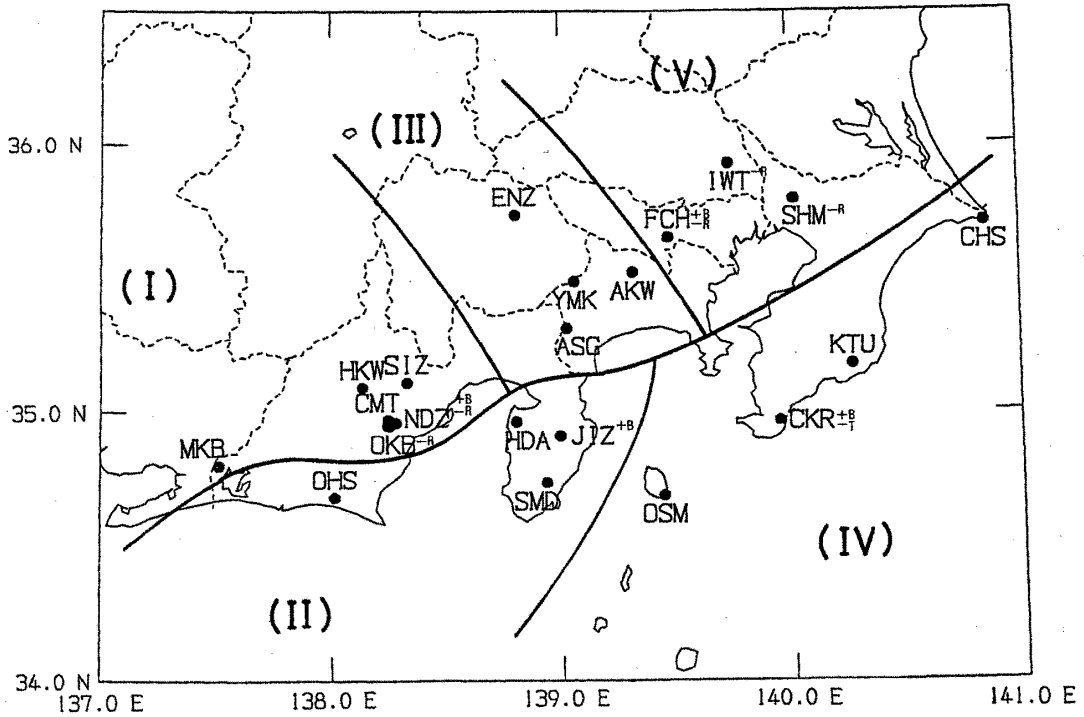 (V)
36.0 N
(III)
IWT-R
ENZ
SHM-R
FCH±B-R
CHS
(I)
YMK
AKW
ASG
KTU
HKW
SIZ
CMT
35.0 N
NDZ+B-R
CKR±B-T
HDA
JIZ+B
OKB-R
MKB
OHS
SMD
OSM
(IV)
(II)
34.0 N
137.0 E
138.0 E
139.0 E
140.0 E
141.0 E